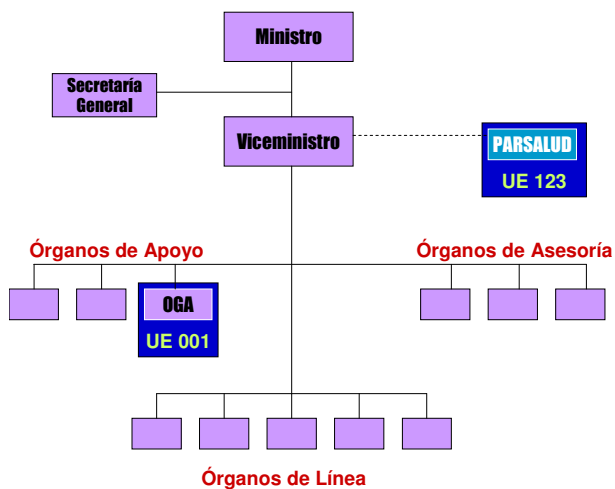 Ministro
Secretaría
General
Viceministro
PARSALUD
UE 123
Órganos de Apoyo
Órganos de Asesoría
OGA
UE 001
Órganos de Línea